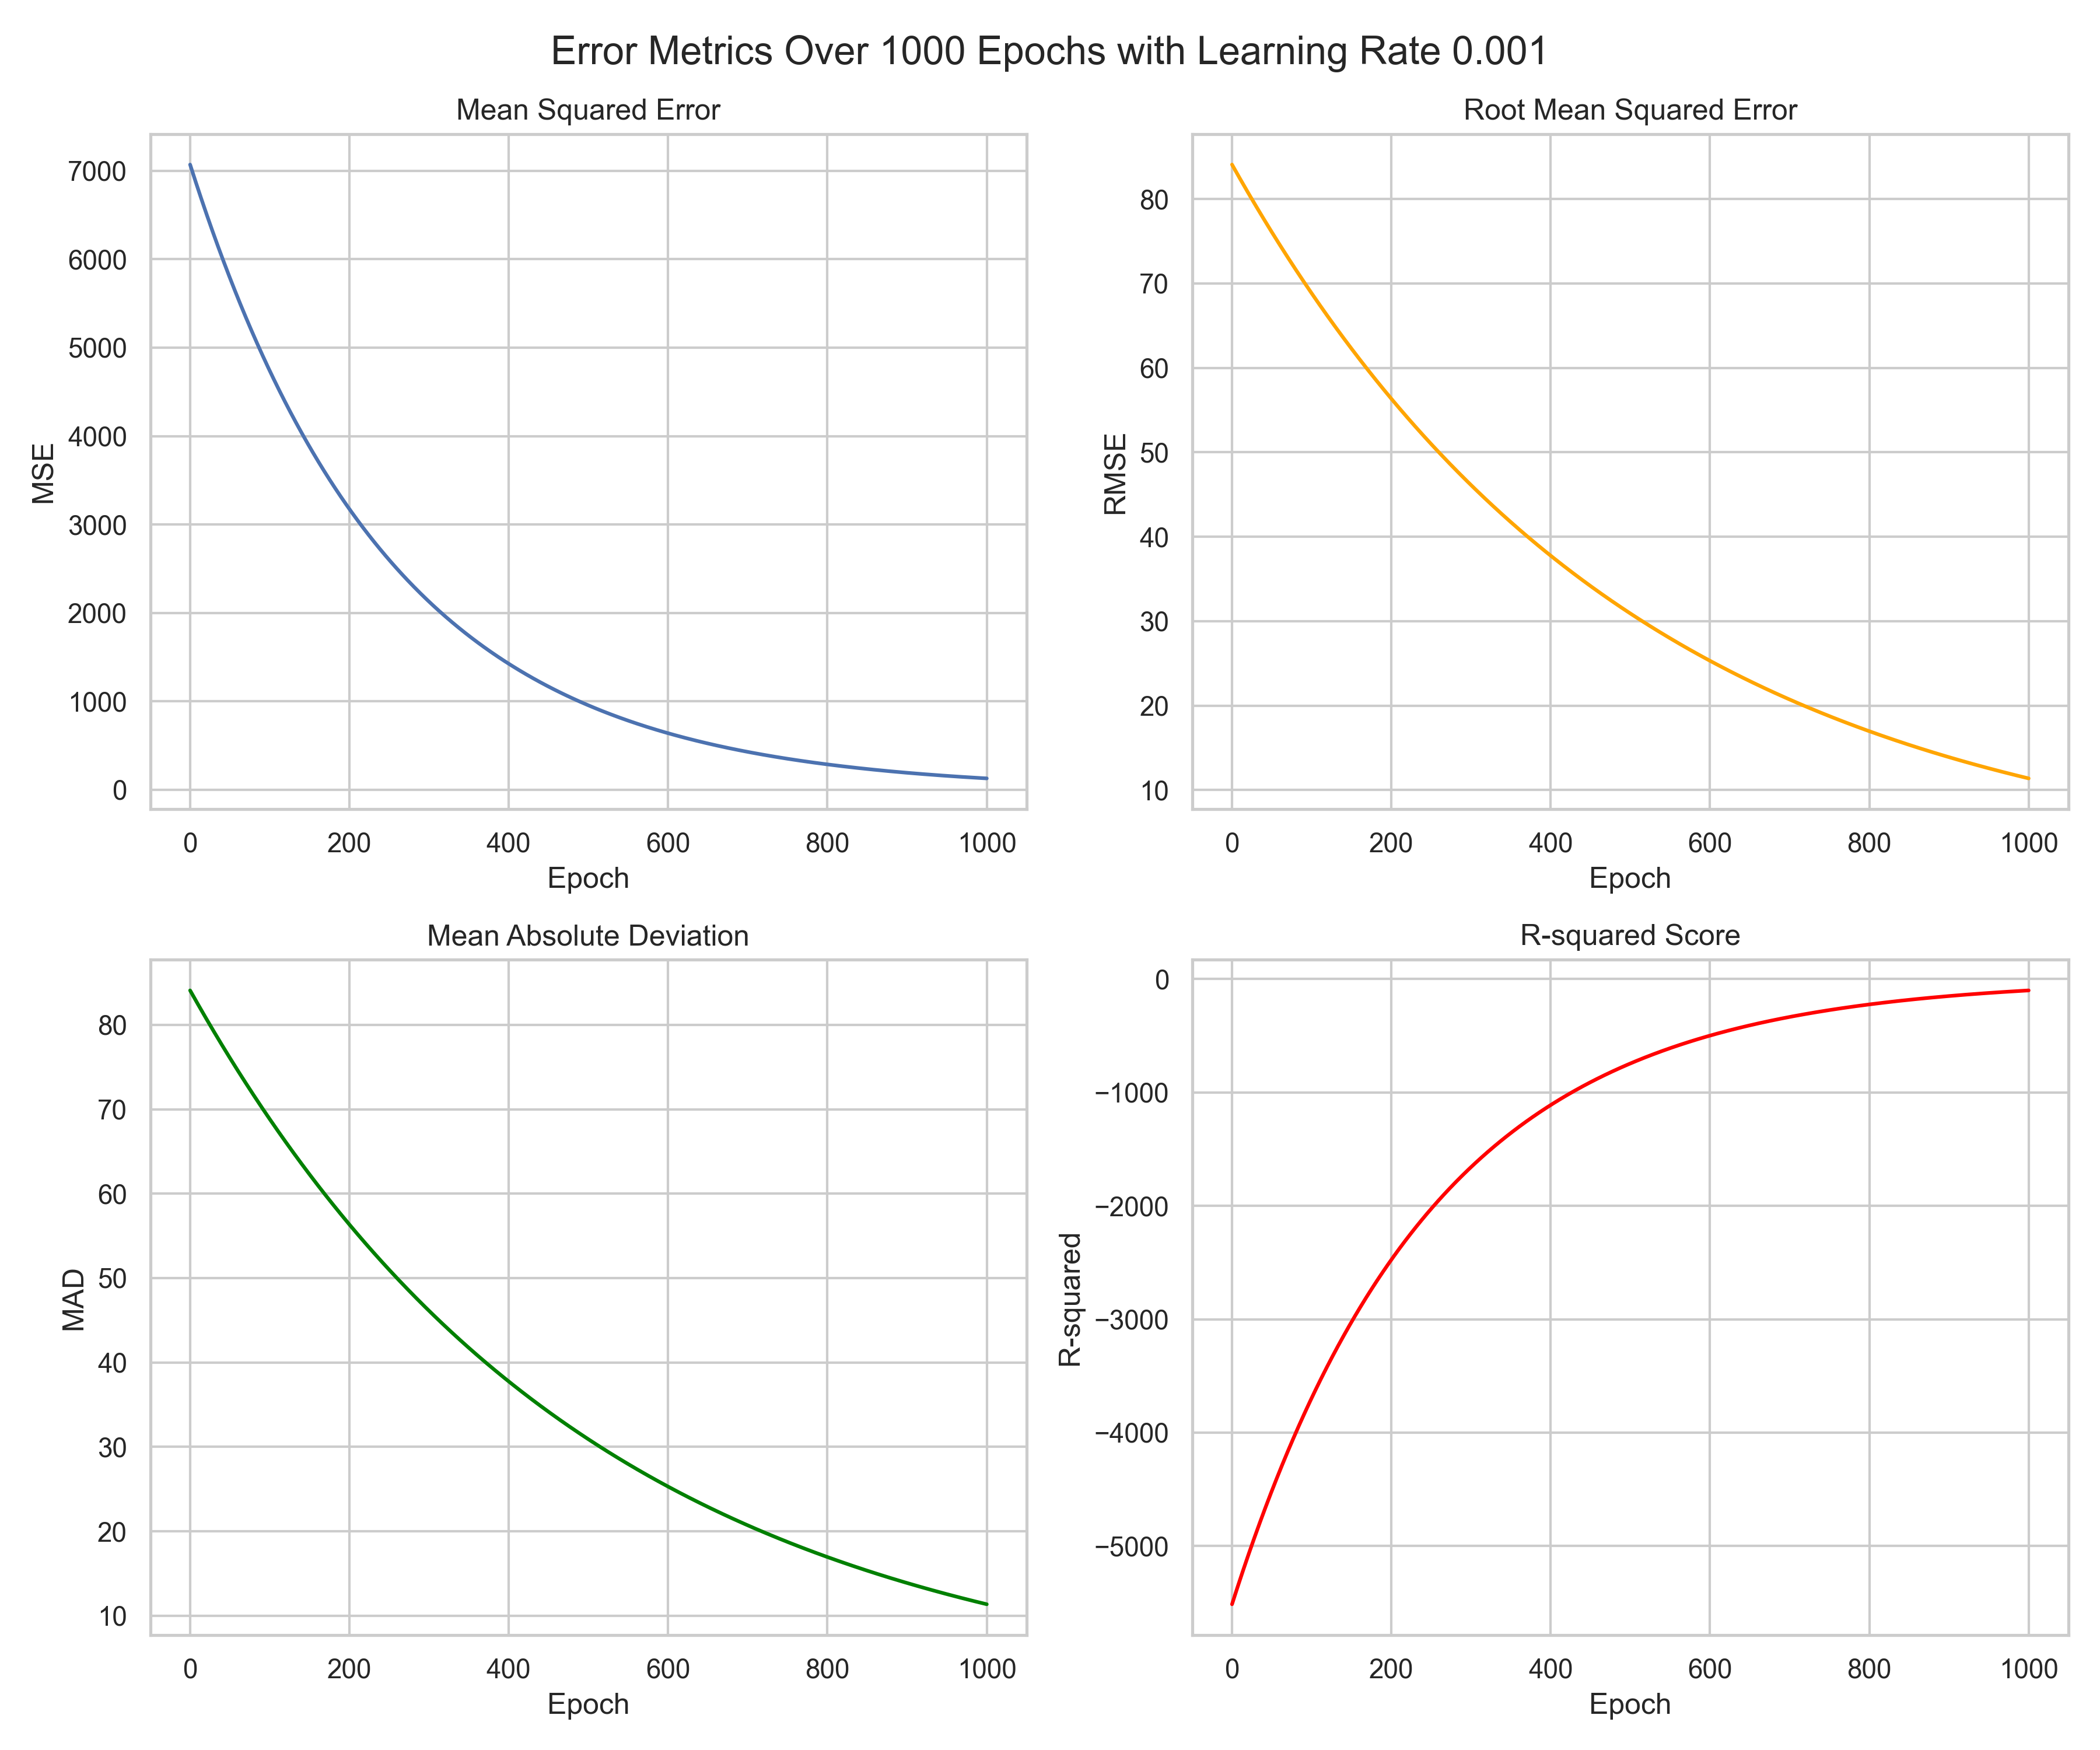 Error Metrics Over 1000 Epochs with Learning Rate 0.001
Mean Squared Error
MSE
7000
6000
5000
4000
3000
2000
1000
0
0 200 400 600 800 1000
Epoch
Root Mean Squared Error
RMSE
80
70
60
50
40
30
20
10
0 200 400 600 800 1000
Epoch
Mean Absolute Deviation
MAD
80
70
60
50
40
30
20
10
0 200 400 600 800 1000
Epoch
R-squared Score
R-squared
0
−1000
−2000
−3000
−4000
−5000
0 200 400 600 800 1000
Epoch